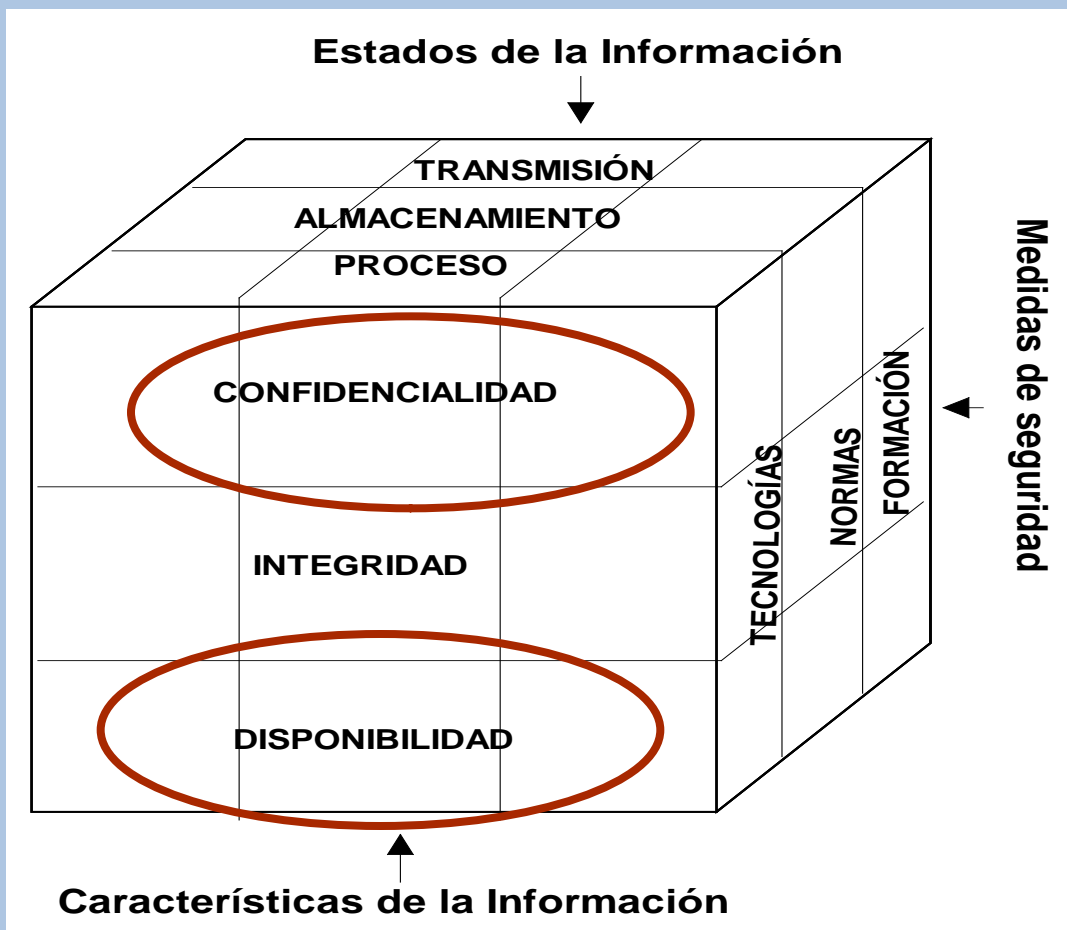 Estados de la Información
TRANSMISIÓN
ALMACENAMIENTO
PROCESO
CONFIDENCIALIDAD
INTEGRIDAD
DISPONIBILIDAD
TECNOLOGÍAS
NORMAS
FORMACIÓN
Medidas de seguridad
Características de la Información